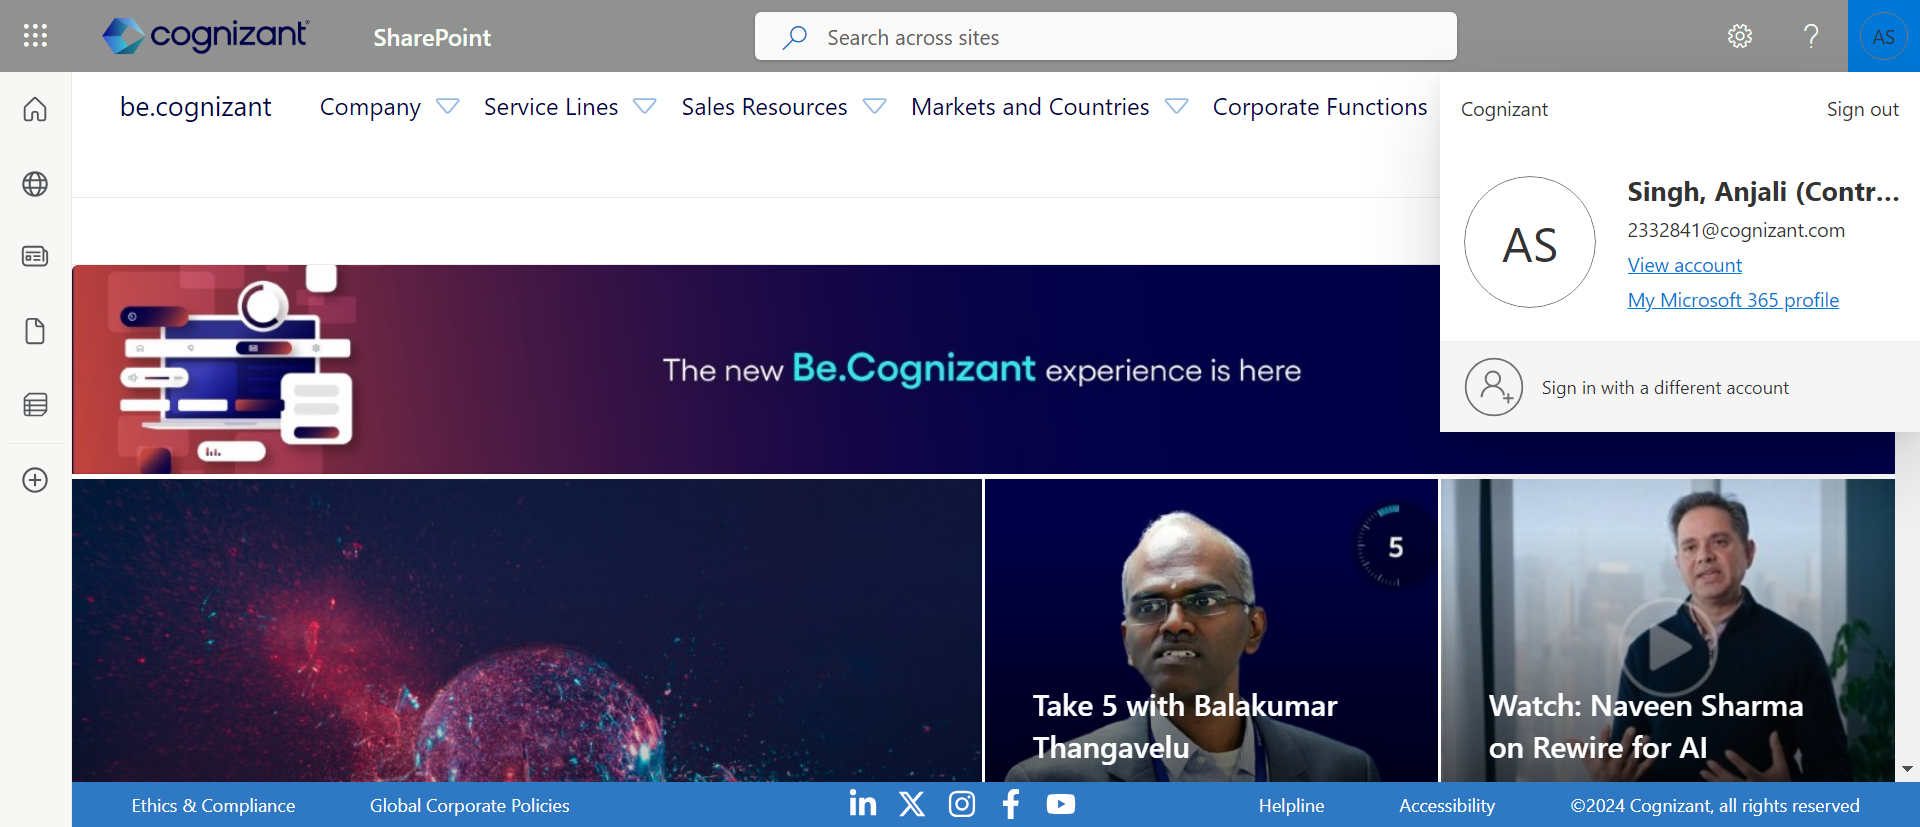 cognizant
SharePoint
Search across sites
AS
be.cognizant
Company
Service Lines
Sales Resources
Markets and Countries
Corporate Functions
Cognizant
Sign out
AS
Singh, Anjali (Contr...
2332841@cognizant.com
View account
My Microsoft 365 profile
Sign in with a different account
The new Be.Cognizant experience is here
5
Take 5 with Balakumar
Thangavelu
Watch: Naveen Sharma
on Rewire for AI
Ethics & Compliance
Global Corporate Policies
Helpline
Accessibility
©2024 Cognizant, all rights reserved